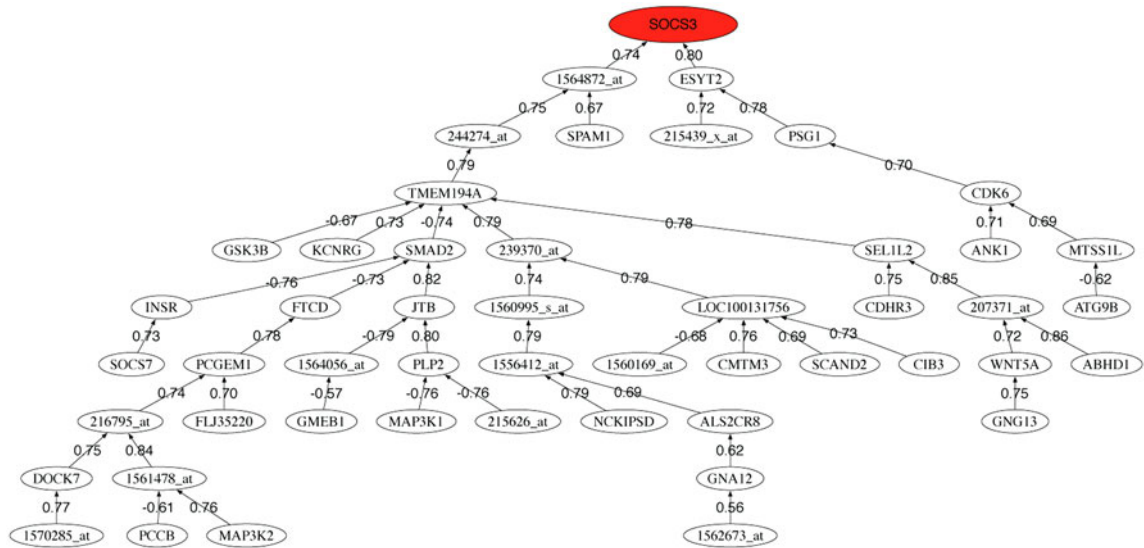 SOCS3
0.74 0.80
1564872_at ESYT2
0.75 0.67 0.72 0.78
244274_at SPAM1 215439_x_at PSG1
0.79 0.70
TMEM194A CDK6
-0.67 0.73 -0.74 0.79 0.78 0.71 0.69
GSK3B KCNRG SMAD2 239370_at SEL1L2 ANK1 MTSS1L
-0.76 -0.73 0.82 0.74 0.79 0.75 0.85 -0.62
INSR FTCD JTB 1560995_s_at LOC100131756 CDHR3 207371_at ATG9B
0.73 0.78 -0.79 0.80 0.79 -0.68 0.76 0.69 0.73 0.72 0.86
SOCS7 PCGEM1 1564056_at PLP2 1556412_at 1560169_at CMTM3 SCAND2 CIB3 WNT5A ABHD1
0.74 0.70 -0.57 -0.76 -0.76 0.79 0.69 0.75
216795_at FLJ35220 GMEB1 MAP3K1 215626_at NCKIPSD ALS2CR8 GNG13
0.75 0.84 0.62
DOCK7 1561478_at GNA12
0.77 -0.61 0.76 0.56
1570285_at PCCB MAP3K2 1562673_at